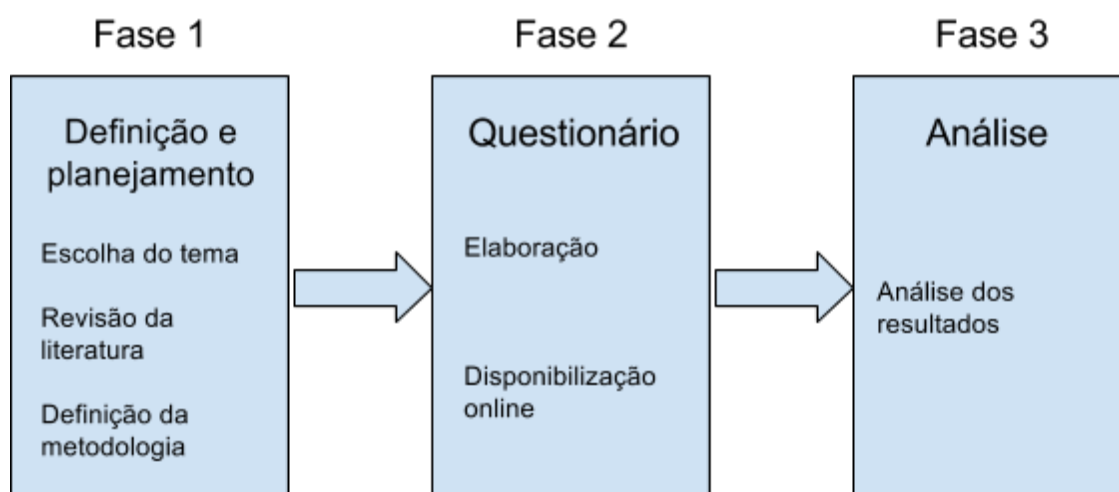 Fase 1
Definição e
planejamento
Escolha do tema
Revisão da
literatura
Definição da
metodologia
Fase 2
Questionário
Elaboração
Disponibilização
online
Fase 3
Análise
Análise dos
resultados